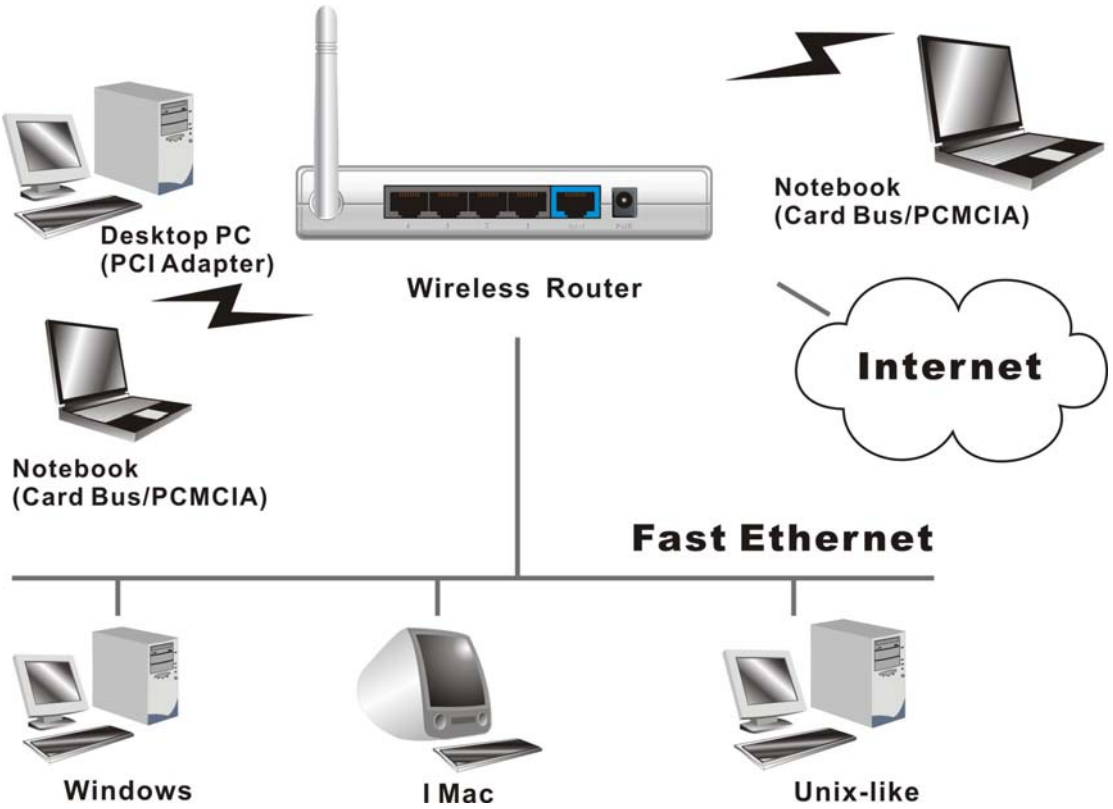 Desktop PC
(PCI Adapter)
Wireless Router
Notebook
(Card Bus/PCMCIA)
Internet
Notebook
(Card Bus/PCMCIA)
Fast Ethernet
Windows
I Mac
Unix-like